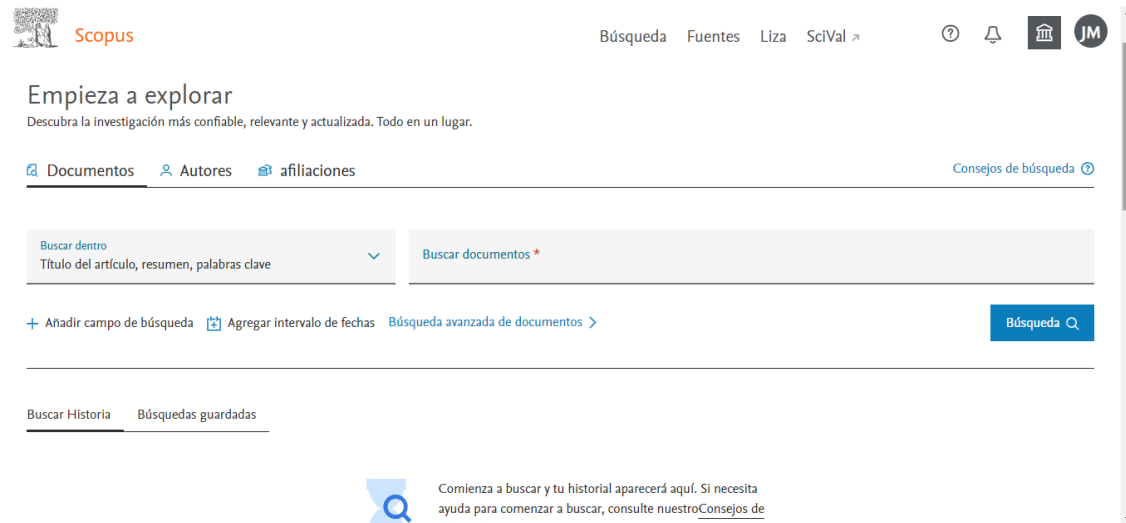 Scopus
Búsqueda Fuentes Liza SciVal
JM
Empieza a explorar
Descubra la investigación más confiable, relevante y actualizada. Todo en un lugar.
Documentos Autores afiliaciones
Consejos de búsqueda
Buscar dentro
Título del artículo, resumen, palabras clave
Buscar documentos *
+ Añadir campo de búsqueda Agregar intervalo de fechas Búsqueda avanzada de documentos >
Búsqueda
Buscar Historia Búsquedas guardadas
Comienza a buscar y tu historial aparecerá aquí. Si necesita
ayuda para comenzar a buscar, consulte nuestroConsejos de